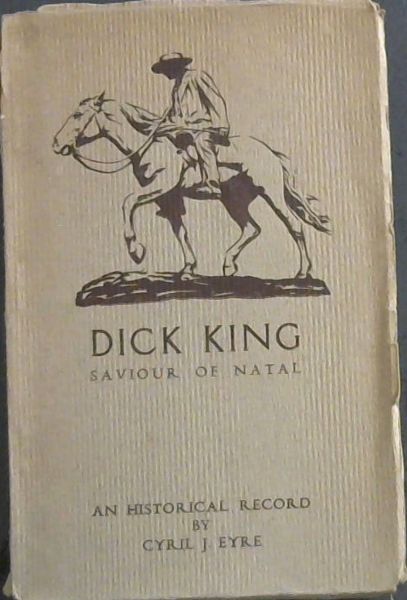 DICK KING
SAVIOUR OF NATAL
AN HISTORICAL RECORD
BY
CYRIL J. EYRE